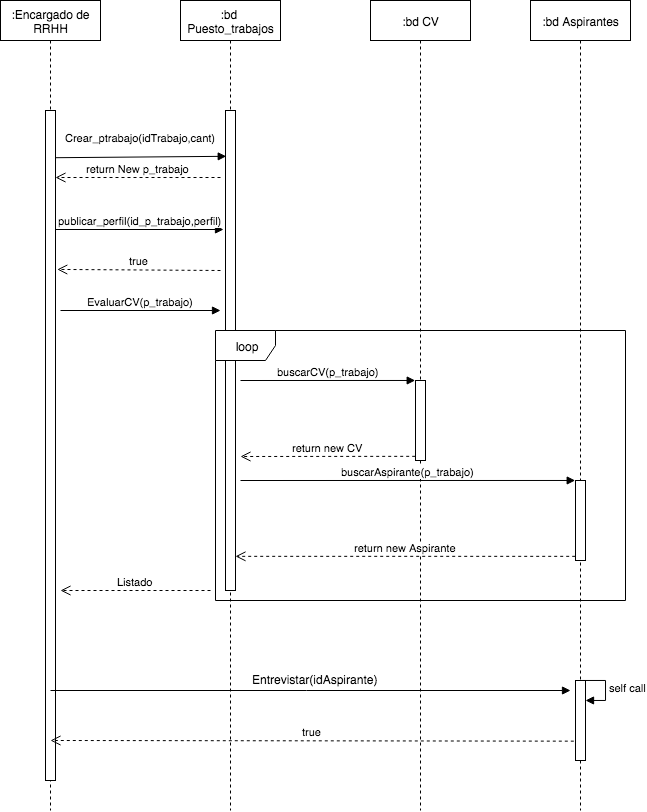 :Encargado de
RRHH
:bd
Puesto_trabajos
:bd CV
:bd Aspirantes
Crear_ptrabajo(idTrabajo,cant)
return New p_trabajo
publicar_perfil(id_p_trabajo,perfil)
true
EvaluarCV(p_trabajo)
loop
buscarCV(p_trabajo)
return new CV
buscarAspirante(p_trabajo)
return new Aspirante
Listado
Entrevistar(idAspirante)
self call
true